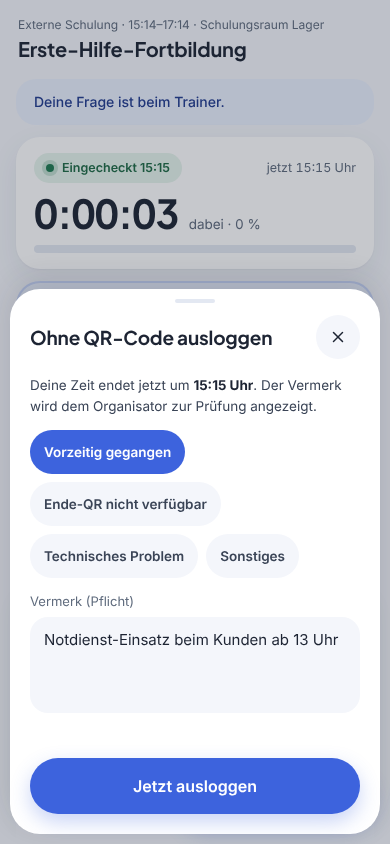 Externe Schulung · 15:14–17:14 · Schulungsraum Lager
Erste-Hilfe-Fortbildung
Deine Frage ist beim Trainer.
Eingecheckt 15:15
jetzt 15:15 Uhr
0:00:03 dabei · 0 %
Ohne QR-Code ausloggen
Deine Zeit endet jetzt um 15:15 Uhr. Der Vermerk
wird dem Organisator zur Prüfung angezeigt.
Vorzeitig gegangen
Ende-QR nicht verfügbar
Technisches Problem
Sonstiges
Vermerk (Pflicht)
Notdienst-Einsatz beim Kunden ab 13 Uhr
Jetzt ausloggen